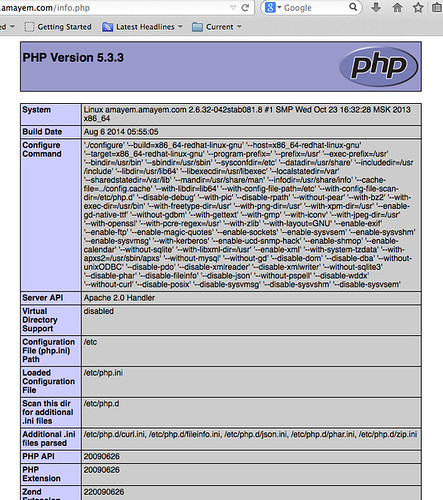 .amayem.com/info.php
Google
ed
Getting Started
Latest Headlines
Current
PHP Version 5.3.3
php
System
Linux amayem.amayem.com 2.6.32-042stab081.8 #1 SMP Wed Oct 23 16:32:28 MSK 2013
x86_64
Build Date
Aug 6 2014 05:55:05
Configure
Command
'./configure' '--build=x86_64-redhat-linux-gnu' '--host=x86_64-redhat-linux-gnu'
'--target=x86_64-redhat-linux-gnu' '--program-prefix=' '--prefix=/usr' '--exec-prefix=/usr'
'--bindir=/usr/bin' '--sbindir=/usr/sbin' '--sysconfdir=/etc' '--datadir=/usr/share' '--includedir=/usr
/include' '--libdir=/usr/lib64' '--libexecdir=/usr/libexec' '--localstatedir=/var'
'--sharedstatedir=/var/lib' '--mandir=/usr/share/man' '--infodir=/usr/share/info' '--cache-
file=../config.cache' '--with-libdir=lib64' '--with-config-file-path=/etc' '--with-config-file-scan-
dir=/etc/php.d' '--disable-debug' '--with-pic' '--disable-rpath' '--without-pear' '--with-bz2' '--with-
exec-dir=/usr/bin' '--with-freetype-dir=/usr' '--with-png-dir=/usr' '--with-xpm-dir=/usr' '--enable-
gd-native-ttf' '--without-gdbm' '--with-gettext' '--with-gmp' '--with-iconv' '--with-jpeg-dir=/usr'
'--with-openssl' '--with-pcre-regex=/usr' '--with-zlib' '--with-layout=GNU' '--enable-exif'
'--enable-ftp' '--enable-magic-quotes' '--enable-sockets' '--enable-sysvsem' '--enable-sysvshm'
'--enable-sysvmsg' '--with-kerberos' '--enable-ucd-snmp-hack' '--enable-shmop' '--enable-
calendar' '--without-sqlite' '--with-libxml-dir=/usr' '--enable-xml' '--with-system-tzdata' '--with-
apxs2=/usr/sbin/apxs' '--without-mysql' '--without-gd' '--disable-dom' '--disable-dba' '--without-
unixODBC' '--disable-pdo' '--disable-xmlreader' '--disable-xmlwriter' '--without-sqlite3'
'--disable-phar' '--disable-fileinfo' '--disable-json' '--without-pspell' '--disable-wddx'
'--without-curl' '--disable-posix' '--disable-sysvmsg' '--disable-sysvshm' '--disable-sysvsem'
Server API
Apache 2.0 Handler
Virtual
Directory
Support
disabled
Configuration
File (php.ini)
Path
/etc
Loaded
Configuration
File
/etc/php.ini
Scan this dir
for additional
.ini files
/etc/php.d
Additional .ini
files parsed
/etc/php.d/curl.ini, /etc/php.d/fileinfo.ini, /etc/php.d/json.ini, /etc/php.d/phar.ini, /etc/php.d/zip.ini
PHP API
20090626
PHP
Extension
20090626
Zend
Extension
220090626